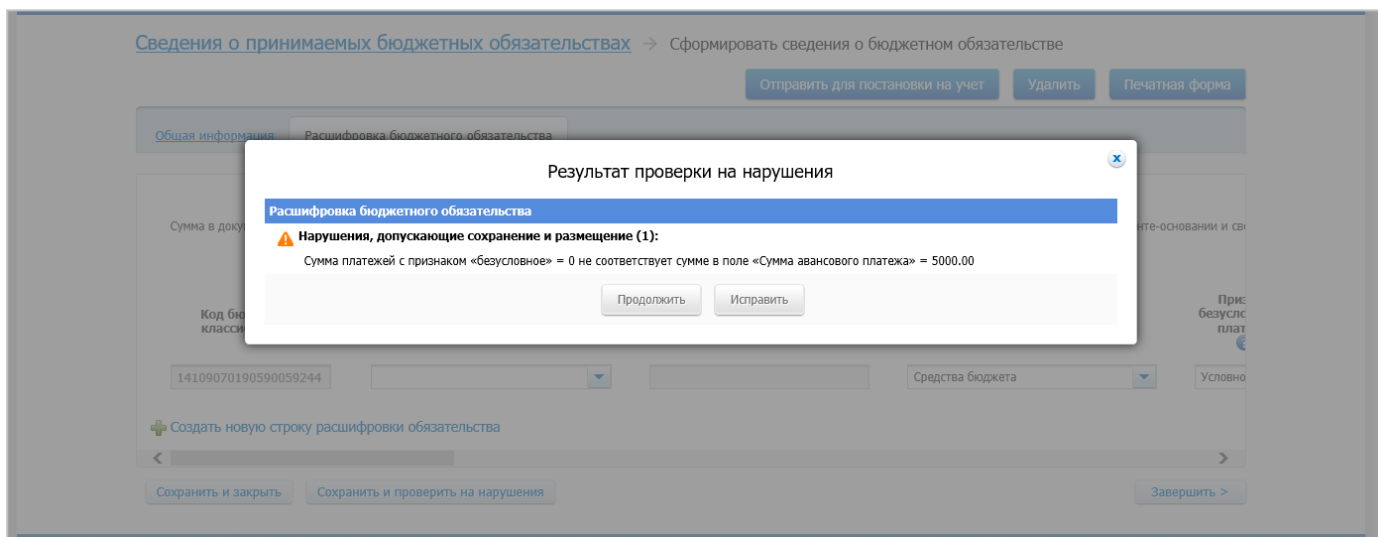 Сведения о принимаемых бюджетных обязательствах → Сформировать сведения о бюджетном обязательстве
Отправить для постановки на учет Удалить Печатная форма
Общая информация Расшифровка бюджетного обязательства
Результат проверки на нарушения
Расшифровка бюджетного обязательства
Сумма в доку нте-основании и св
Нарушения, допускающие сохранение и размещение (1):
Сумма платежей с признаком «безусловное» = 0 не соответствует сумме в поле «Сумма авансового платежа» = 5000.00
Продолжить Исправить
Код бю При
класси безусло
плат
14109070190590059244 Средства бюджета Условно
Создать новую строку расшифровки обязательства
Сохранить и закрыть Сохранить и проверить на нарушения Завершить >